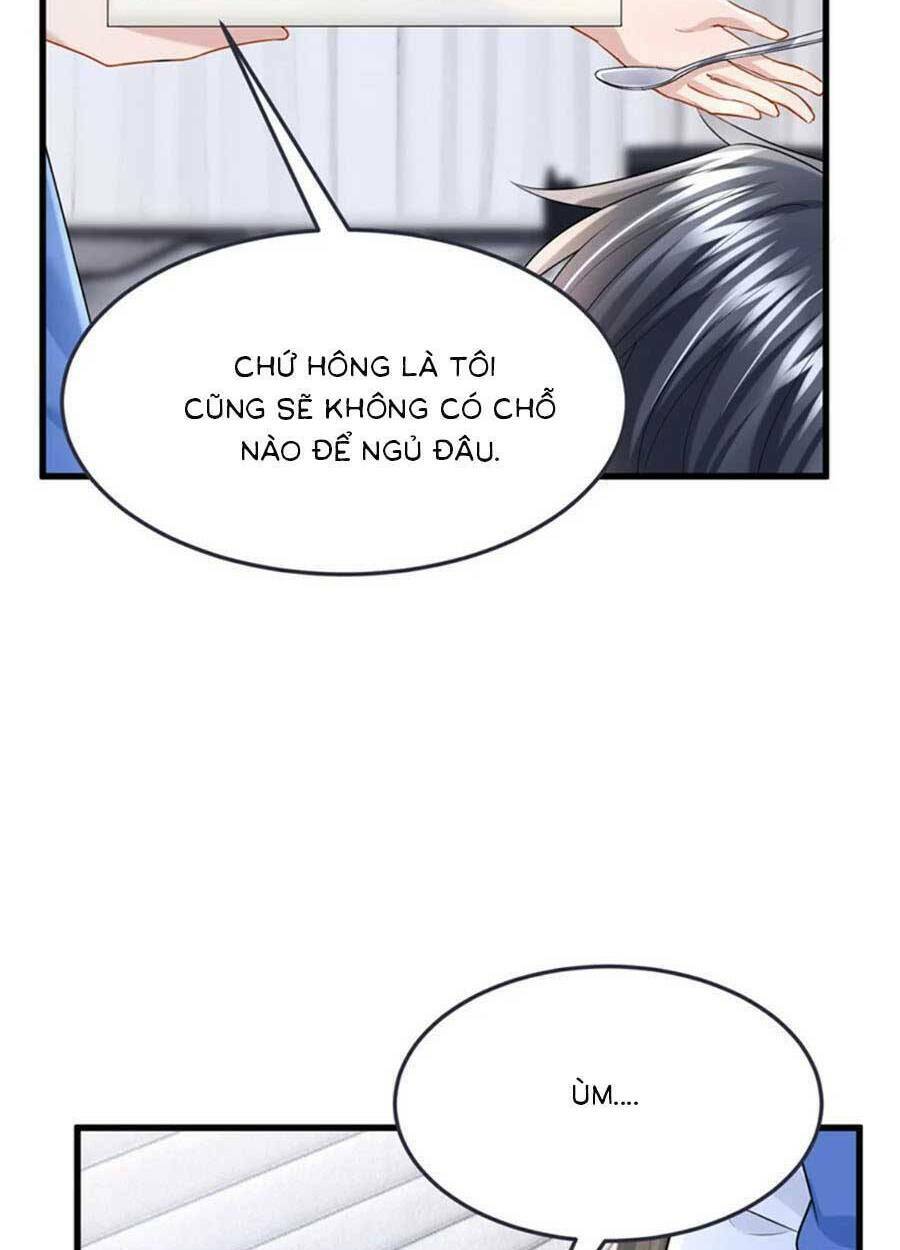 CHỨ HÔNG LÀ TÔI
CŨNG SẼ KHÔNG CÓ CHỖ
NÀO ĐỂ NGỦ ĐÂU.
ÙM....